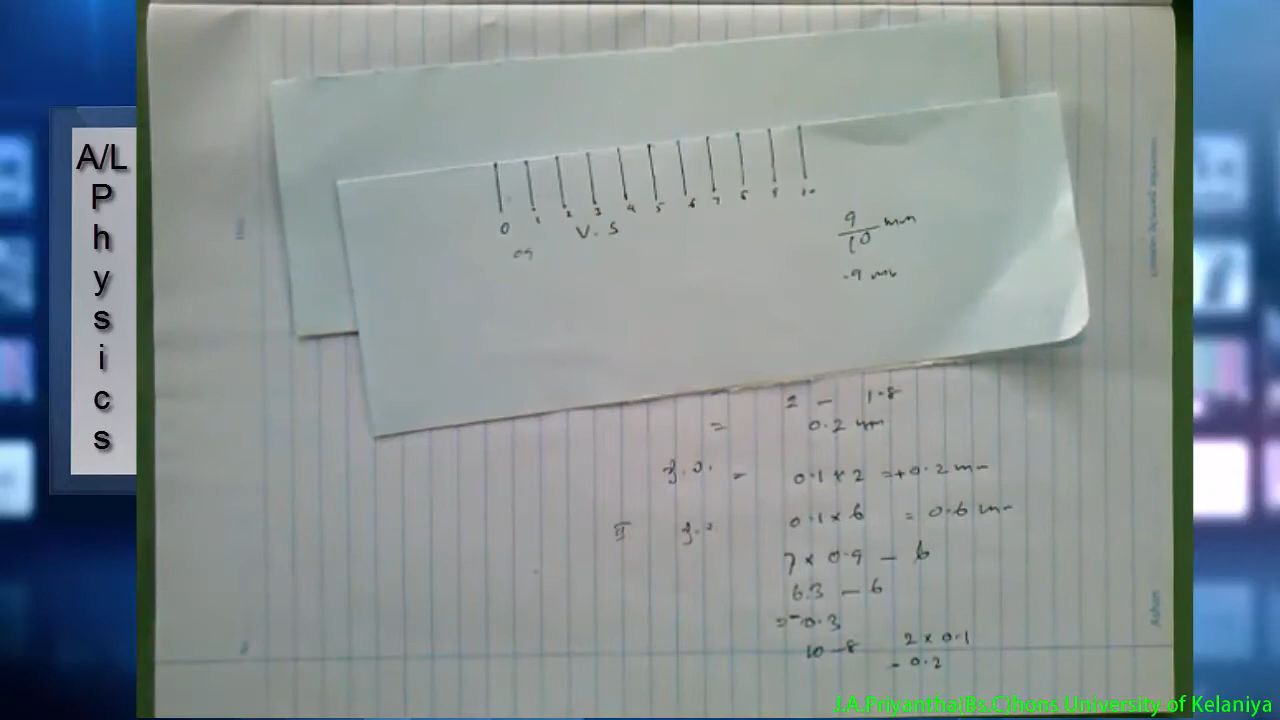 A/L
Physics
0 1 2 3 4 5 6 7 8 9 10
V.S
9/10 mm
.9 mm
2 - 1.8
= 0.2 mm
= 0.1 x 2 = +0.2 mm
II 0.1 x 6 = 0.6 mm
7 x 0.9 - 6
6.3 - 6
= -0.3
10 - 8 2 x 0.1
- 0.2
J.A.Priyantha(Bs.C)hons University of Kelaniya